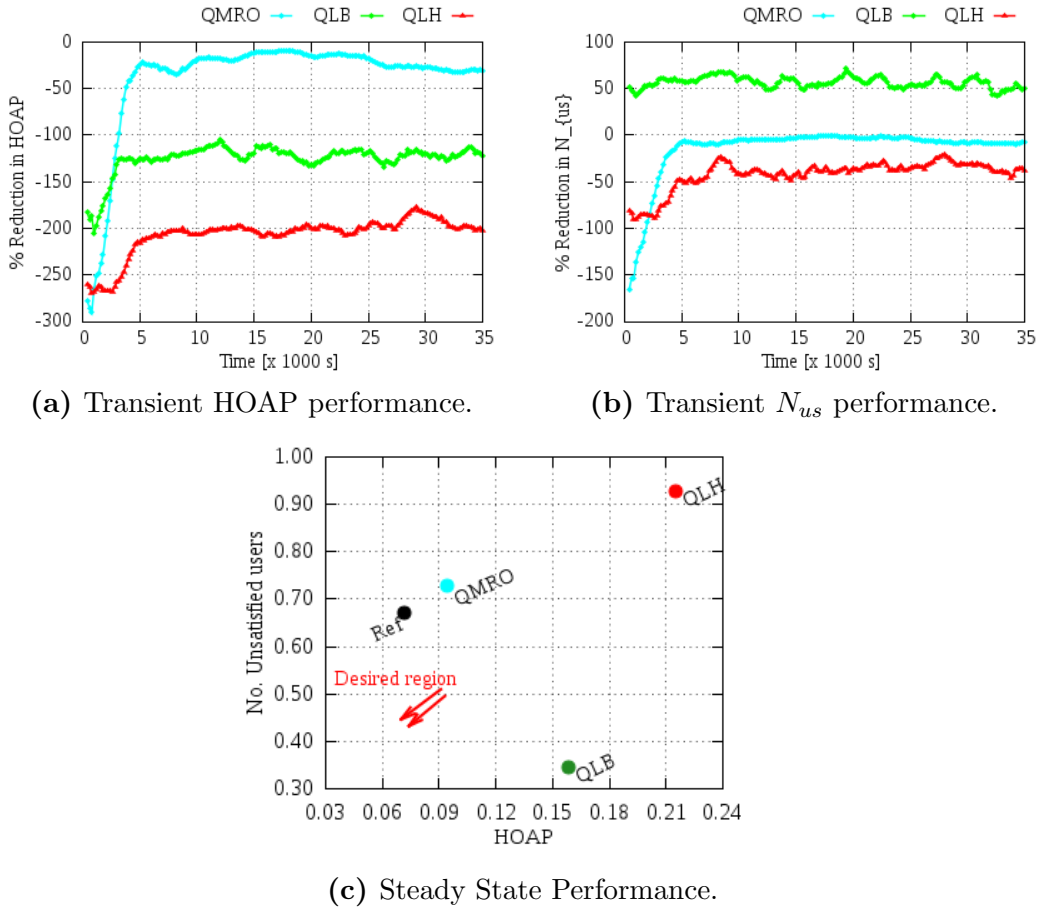 QMRO QLB QLH
% Reduction in HOAP
0
-50
-100
-150
-200
-250
-300
0 5 10 15 20 25 30 35
Time [x 1000 s]
(a) Transient HOAP performance.
QMRO QLB QLH
% Reduction in N_{us}
100
50
0
-50
-100
-150
-200
0 5 10 15 20 25 30 35
Time [x 1000 s]
(b) Transient N_{us} performance.
No. Unsatisfied users
1.00
0.90
0.80
0.70
0.60
0.50
0.40
0.30
QLH
QMRO
Ref
Desired region
QLB
0.03 0.06 0.09 0.12 0.15 0.18 0.21 0.24
HOAP
(c) Steady State Performance.